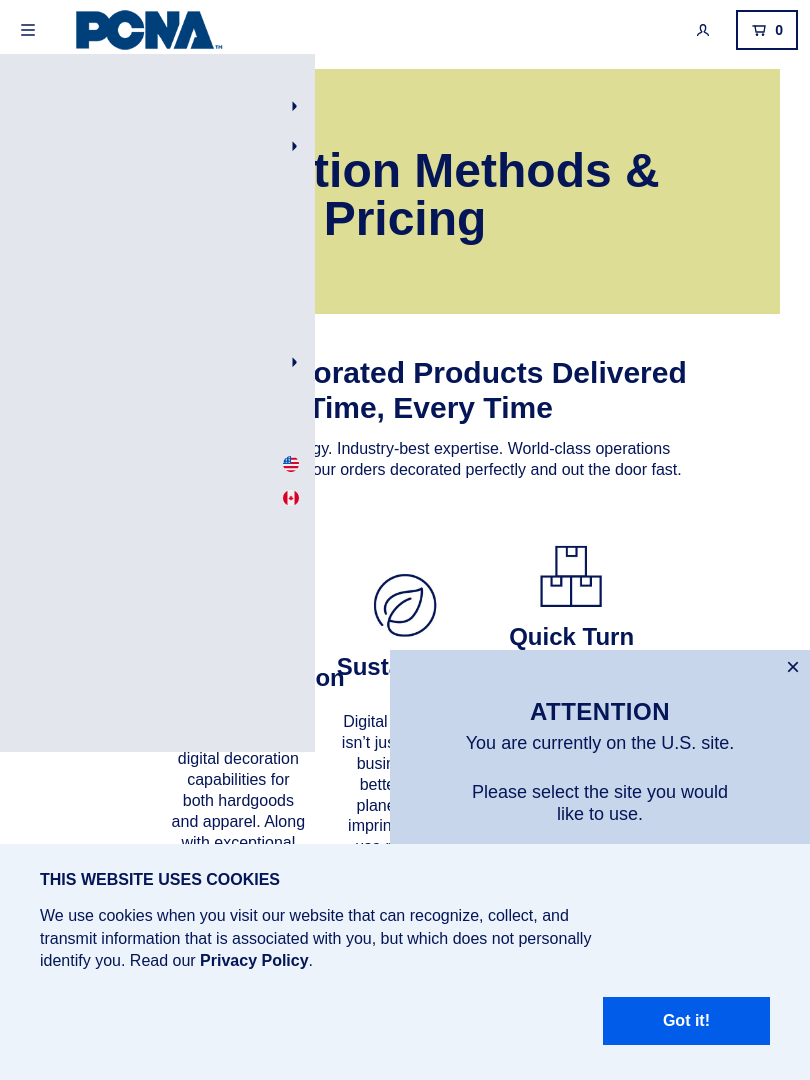 PCNA™
0
tion Methods &
Pricing
orated Products Delivered
Time, Every Time
gy. Industry-best expertise. World-class operations
our orders decorated perfectly and out the door fast.
Quick Turn
on
Susta
Digital
isn’t jus
busin
bette
plane
imprin
digital decoration
capabilities for
both hardgoods
and apparel. Along
with exceptional
ATTENTION
You are currently on the U.S. site.
Please select the site you would
like to use.
THIS WEBSITE USES COOKIES
We use cookies when you visit our website that can recognize, collect, and
transmit information that is associated with you, but which does not personally
identify you. Read our Privacy Policy.
Got it!